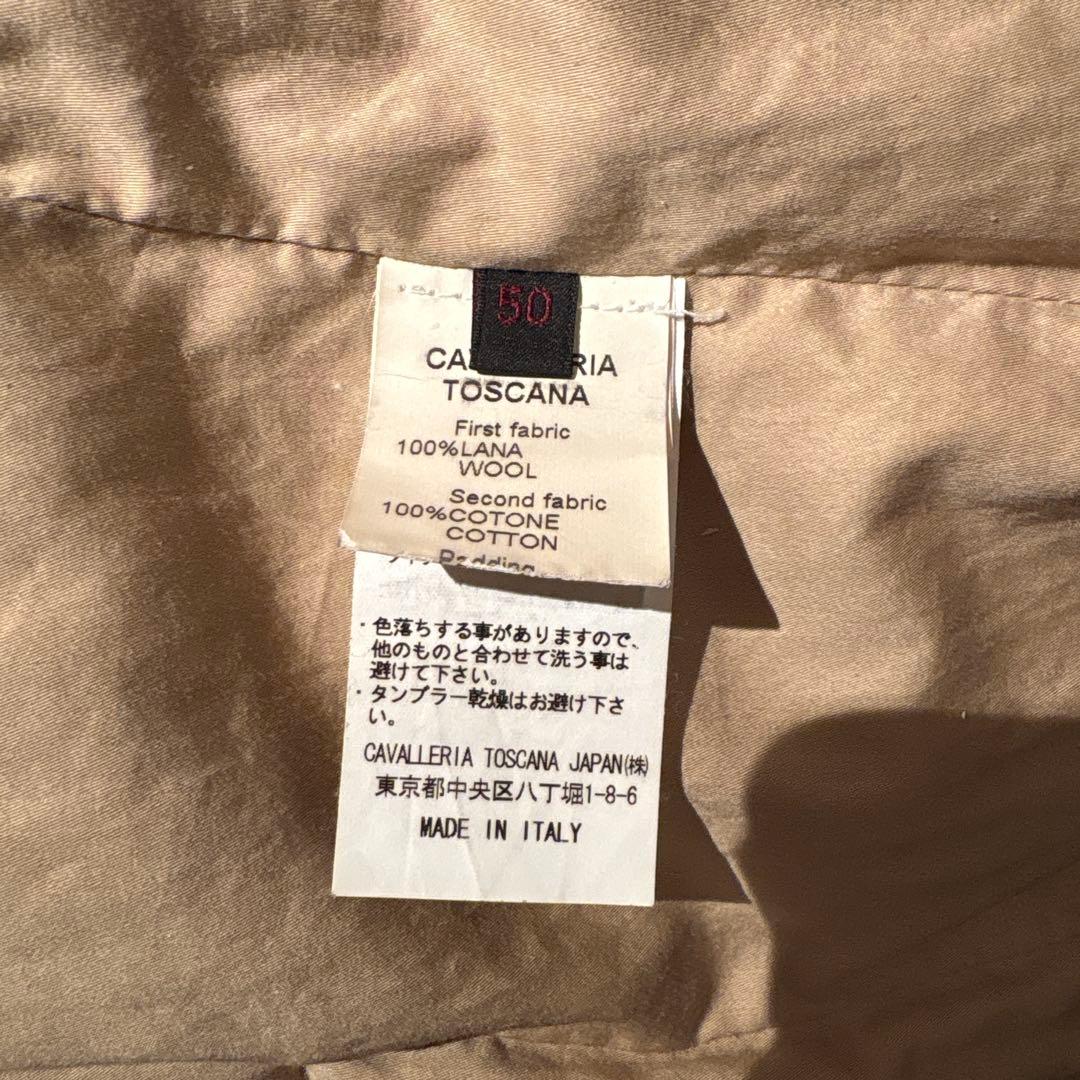 50
CA RIA
TOSCANA
First fabric
100%LANA
WOOL
Second fabric
100%COTONE
COTTON
Padding
・色落ちする事がありますので、
他のものと合わせて洗う事は
避けて下さい。
・タンブラー乾燥はお避け下さ
い。
CAVALLERIA TOSCANA JAPAN(株)
東京都中央区八丁堀1-8-6
MADE IN ITALY